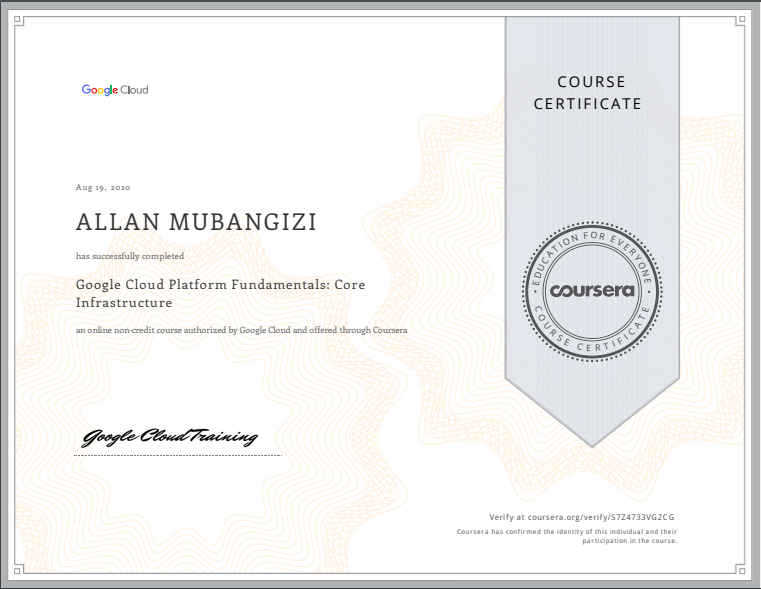 Google Cloud
COURSE
CERTIFICATE
Aug 19, 2020
ALLAN MUBANGIZI
has successfully completed
Google Cloud Platform Fundamentals: Core
Infrastructure
an online non-credit course authorized by Google Cloud and offered through Coursera
EDUCATION FOR EVERYONE
coursera
COURSE CERTIFICATE
Google Cloud Training
Verify at coursera.org/verify/S7Z4733VG2CG
Coursera has confirmed the identity of this individual and their
participation in the course.